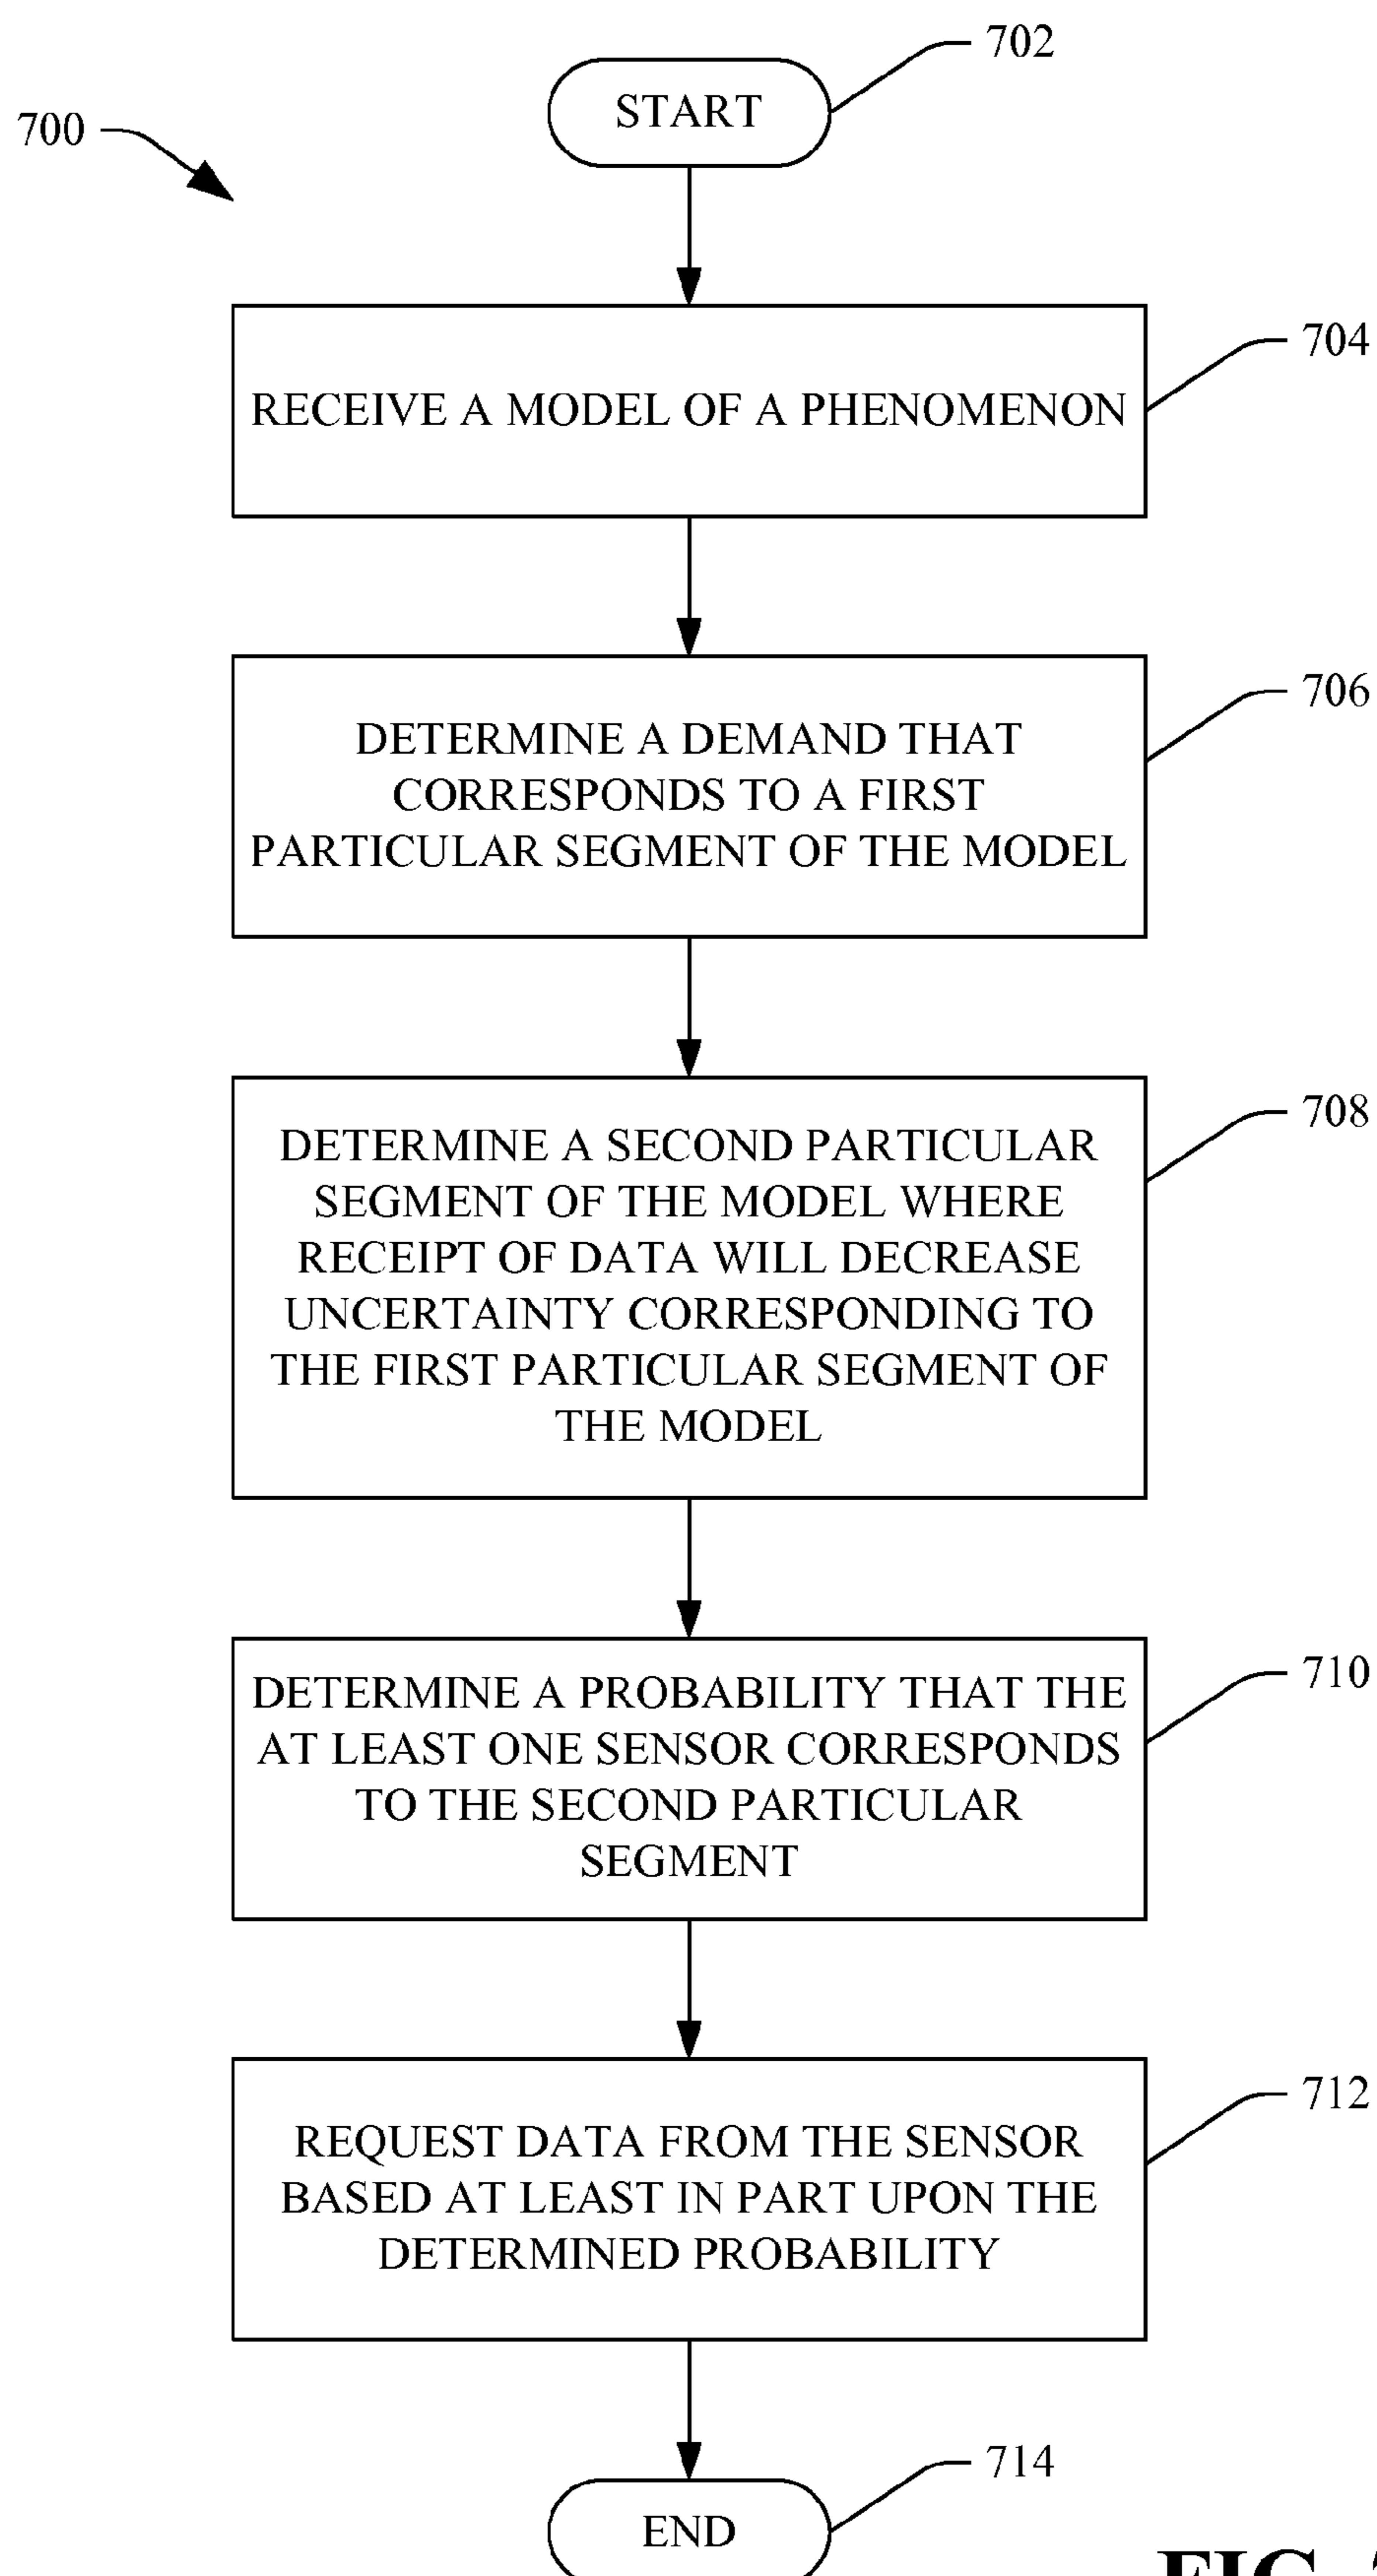 702
START
700
704
RECEIVE A MODEL OF A PHENOMENON
706
DETERMINE A DEMAND THAT
CORRESPONDS TO A FIRST
PARTICULAR SEGMENT OF THE MODEL
708
DETERMINE A SECOND PARTICULAR
SEGMENT OF THE MODEL WHERE
RECEIPT OF DATA WILL DECREASE
UNCERTAINTY CORRESPONDING TO
THE FIRST PARTICULAR SEGMENT OF
THE MODEL
710
DETERMINE A PROBABILITY THAT THE
AT LEAST ONE SENSOR CORRESPONDS
TO THE SECOND PARTICULAR
SEGMENT
712
REQUEST DATA FROM THE SENSOR
BASED AT LEAST IN PART UPON THE
DETERMINED PROBABILITY
714
END
FIG.